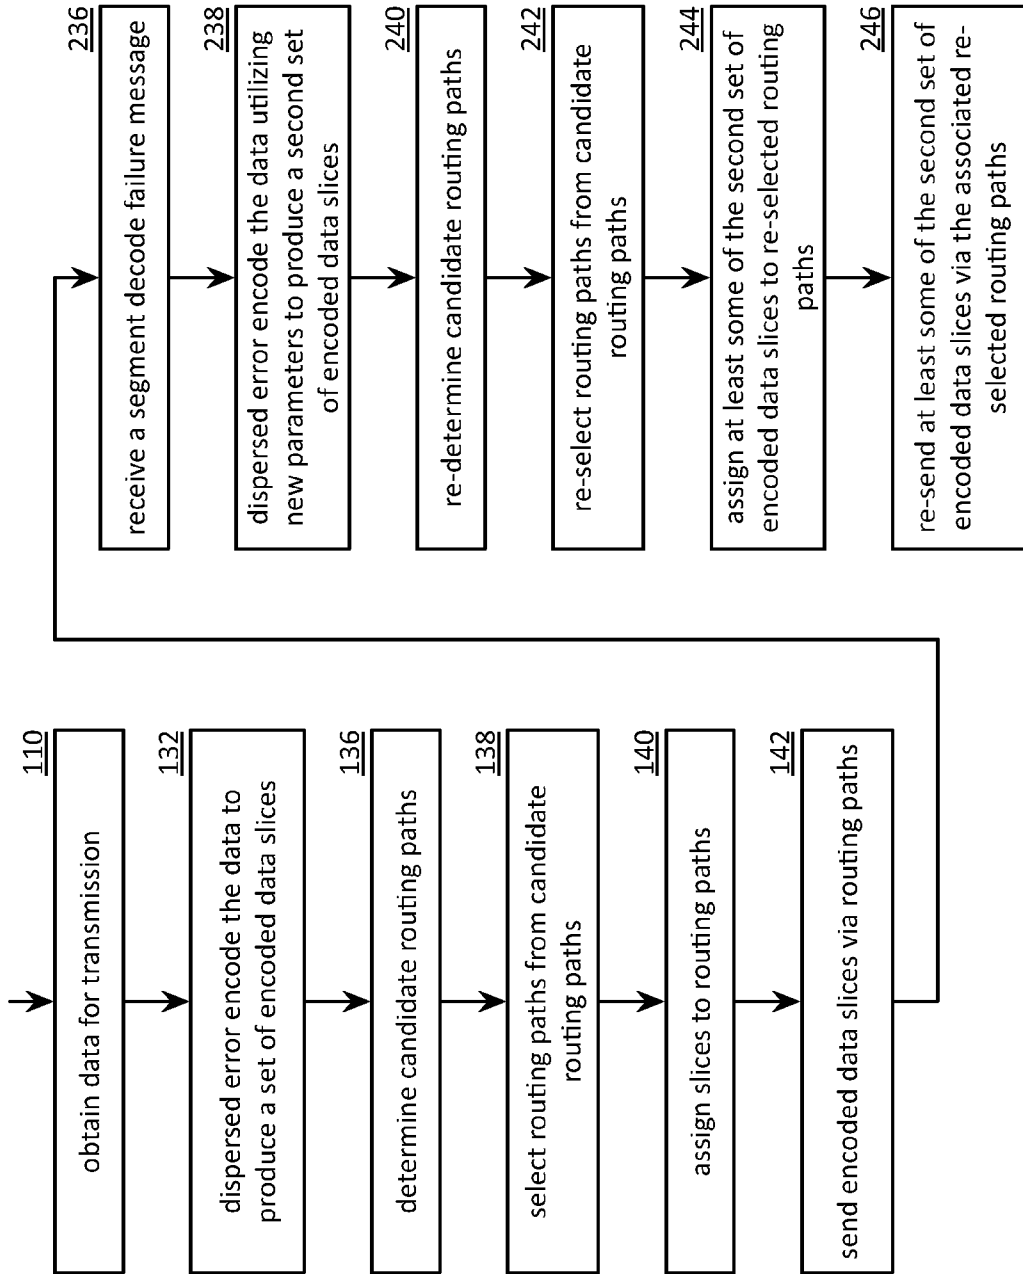 110
obtain data for transmission
132
dispersed error encode the data to
produce a set of encoded data slices
136
determine candidate routing paths
138
select routing paths from candidate
routing paths
140
assign slices to routing paths
142
send encoded data slices via routing paths
236
receive a segment decode failure message
238
dispersed error encode the data utilizing
new parameters to produce a second set
of encoded data slices
240
re-determine candidate routing paths
242
re-select routing paths from candidate
routing paths
244
assign at least some of the second set of
encoded data slices to re-selected routing
paths
246
re-send at least some of the second set of
encoded data slices via the associated re-
selected routing paths